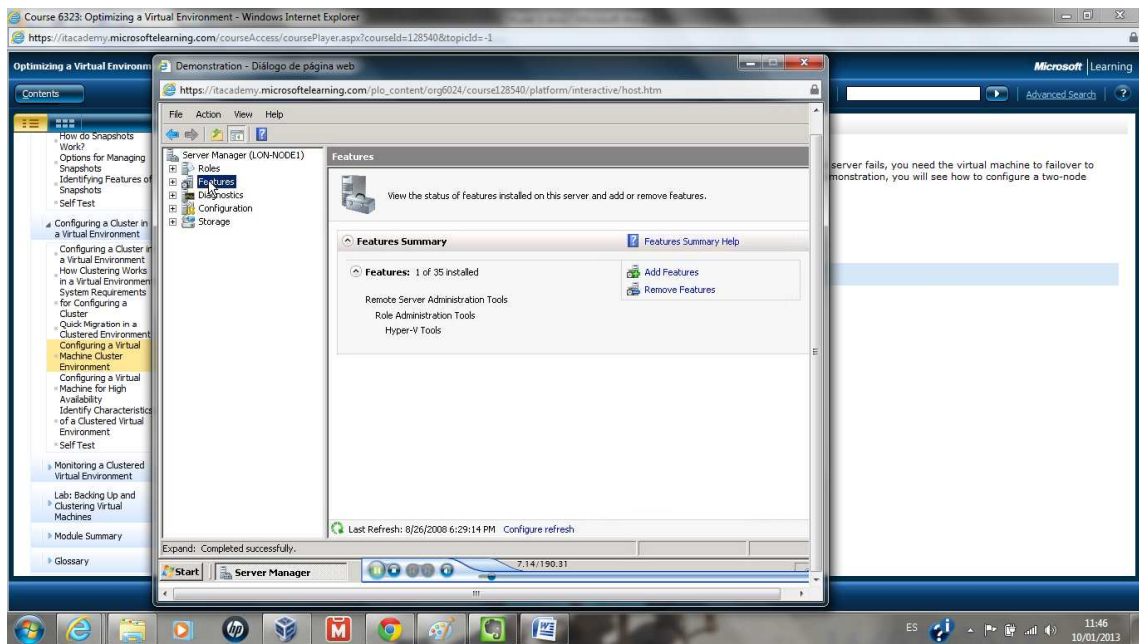 Course 6323: Optimizing a Virtual Environment - Windows Internet Explorer
https://itacademy.microsoftelearning.com/courseAccess/coursePlayer.aspx?courseId=128540&topicId=-1
Optimizing a Virtual Environm
Microsoft | Learning
Contents
Advanced Search
?
How do Snapshots
Work?
Options for Managing
Snapshots
Identifying Features of
Snapshots
Self Test
Configuring a Cluster in
a Virtual Environment
Configuring a Cluster in
a Virtual Environment
How Clustering Works
in a Virtual Environment
System Requirements
for Configuring a
Cluster
Quick Migration in a
Clustered Environment
Configuring a Virtual
Machine Cluster
Environment
Configuring a Virtual
Machine for High
Availability
Identify Characteristics
of a Clustered Virtual
Environment
Self Test
Monitoring a Clustered
Virtual Environment
Lab: Backing Up and
Clustering Virtual
Machines
Module Summary
Glossary
Demonstration - Diálogo de página web
https://itacademy.microsoftelearning.com/plo_content/org6024/course128540/platform/interactive/host.htm
File Action View Help
Server Manager (LON-NODE1)
Roles
Features
Diagnostics
Configuration
Storage
Features
View the status of features installed on this server and add or remove features.
Features Summary
Features Summary Help
Features: 1 of 35 installed
Add Features
Remove Features
Remote Server Administration Tools
Role Administration Tools
Hyper-V Tools
Last Refresh: 8/26/2008 6:29:14 PM Configure refresh
Expand: Completed successfully.
Start
Server Manager
7.14/190.31
server fails, you need the virtual machine to failover to
monstration, you will see how to configure a two-node
ES
11:46
10/01/2013